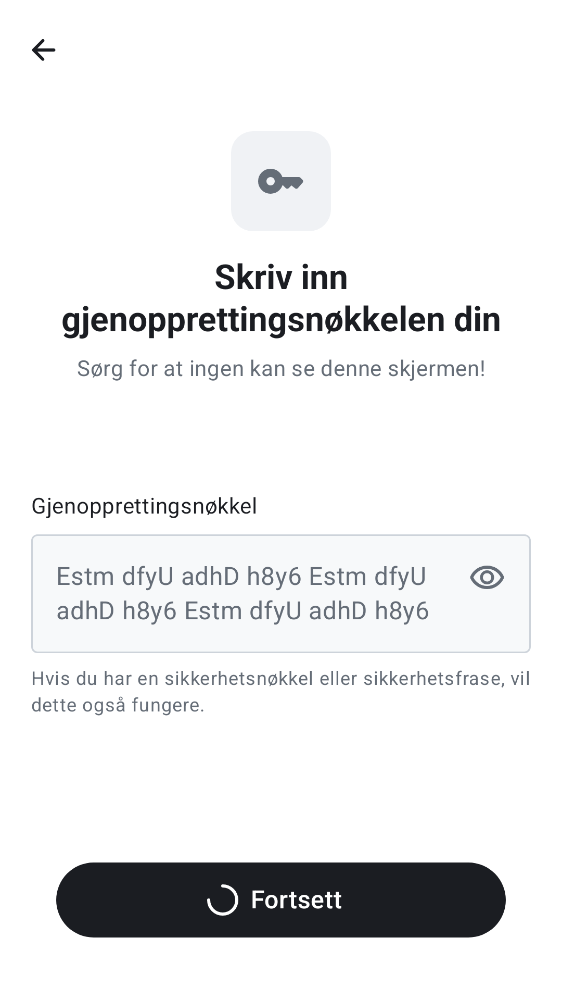 Skriv inn
gjenopprettingsnøkkelen din
Sørg for at ingen kan se denne skjermen!
Gjenopprettingsnøkkel
Estm dfyU adhD h8y6 Estm dfyU
adhD h8y6 Estm dfyU adhD h8y6
Hvis du har en sikkerhetsnøkkel eller sikkerhetsfrase, vil
dette også fungere.
Fortsett